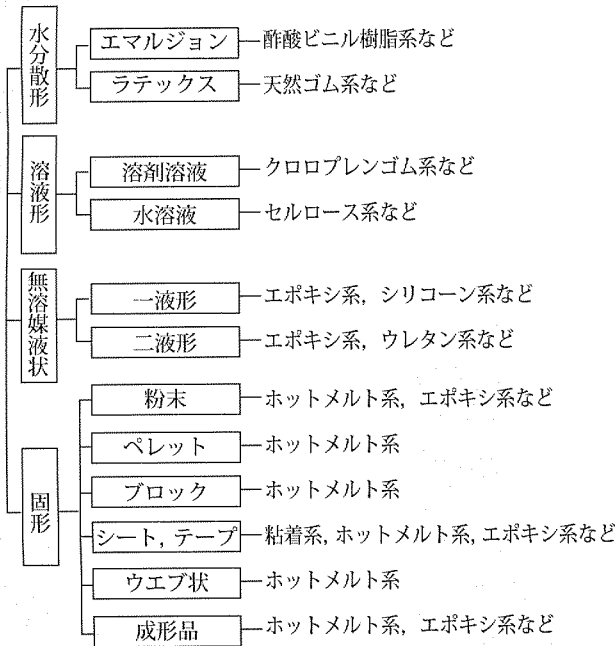 水分散形
エマルジョン 酢酸ビニル樹脂系など
ラテックス 天然ゴム系など
溶液形
溶剤溶液 クロロプレンゴム系など
水溶液 セルロース系など
無溶媒液状
一液形 エポキシ系, シリコーン系など
二液形 エポキシ系, ウレタン系など
固形
粉末 ホットメルト系, エポキシ系など
ペレット ホットメルト系
ブロック ホットメルト系
シート, テープ 粘着系, ホットメルト系, エポキシ系など
ウエブ状 ホットメルト系
成形品 ホットメルト系, エポキシ系など